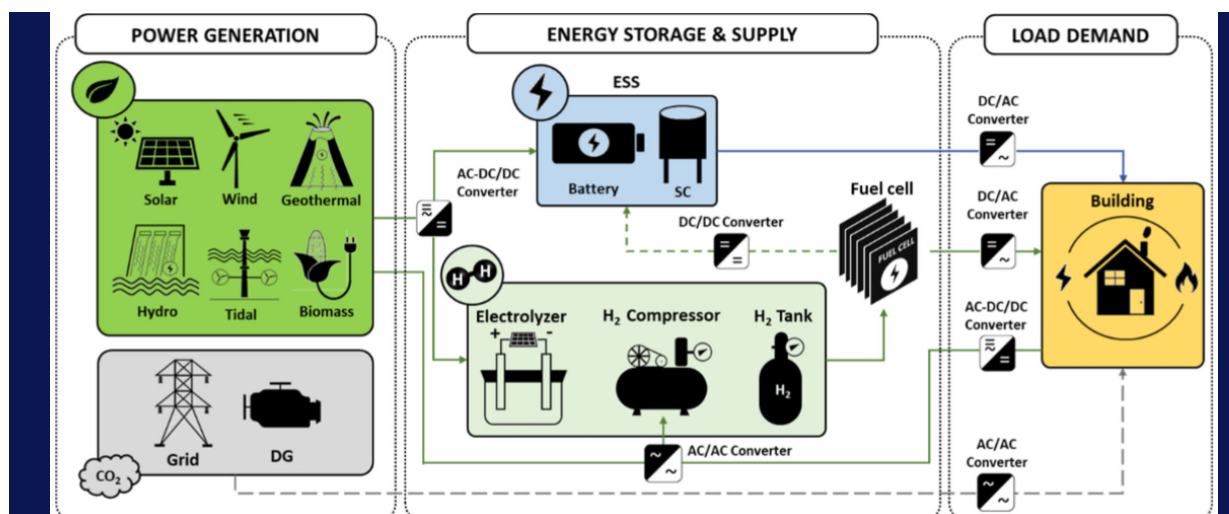 POWER GENERATION
Solar
Wind
Geothermal
Hydro
Tidal
Biomass
Grid
DG
CO₂
ENERGY STORAGE & SUPPLY
AC-DC/DC
Converter
ESS
Battery
SC
DC/DC Converter
Fuel cell
FUEL CELL
H H
Electrolyzer
+ -
H₂ Compressor
H₂ Tank
H₂
AC/AC Converter
LOAD DEMAND
DC/AC
Converter
DC/AC
Converter
Building
AC-DC/DC
Converter
AC/AC
Converter